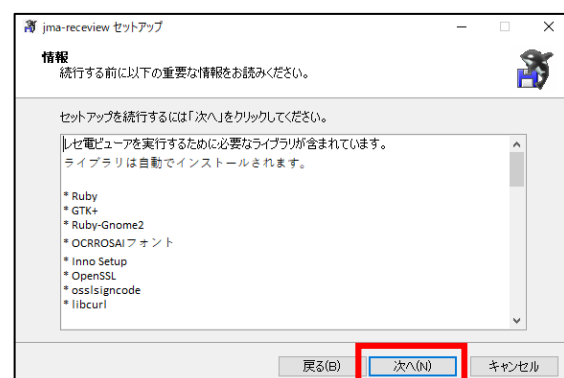 jma-receview セットアップ
情報
続行する前に以下の重要な情報をお読みください。
セットアップを続行するには「次へ」をクリックしてください。
レセ電ビューアを実行するために必要なライブラリが含まれています。
ライブラリは自動でインストールされます。
* Ruby
* GTK+
* Ruby-Gnome2
* OCRROSAIフォント
* Inno Setup
* OpenSSL
* osslsigncode
* libcurl
戻る(B) 次へ(N) キャンセル